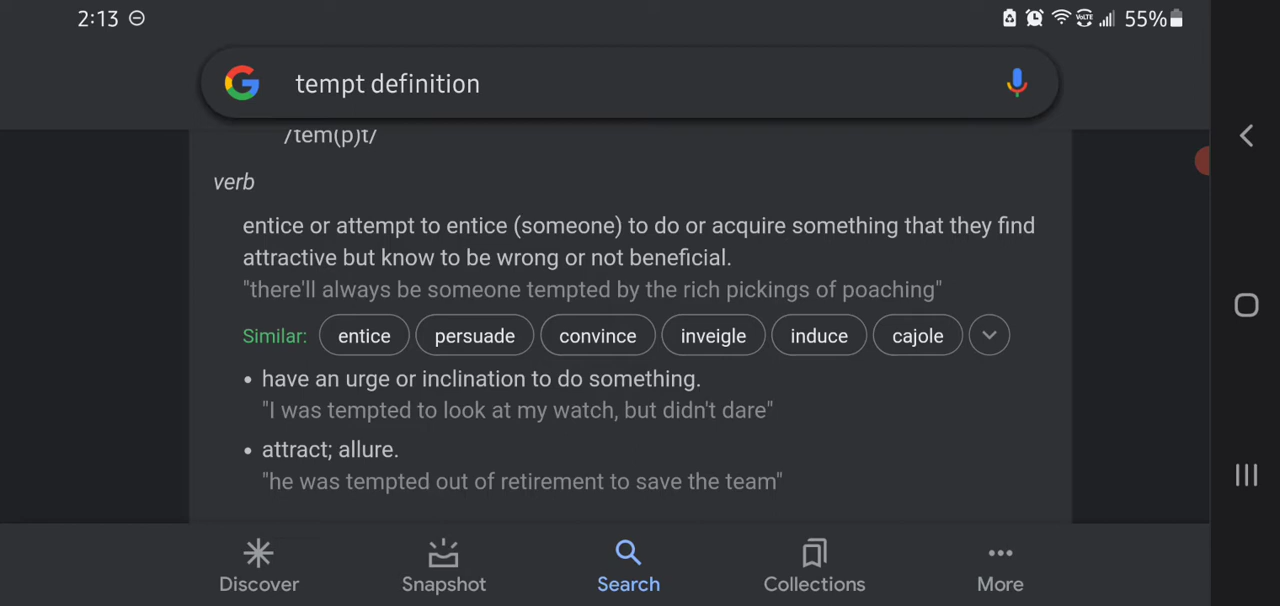 2:13
55%
tempt definition
/tem(p)t/
verb
entice or attempt to entice (someone) to do or acquire something that they find
attractive but know to be wrong or not beneficial.
"there'll always be someone tempted by the rich pickings of poaching"
Similar: entice persuade convince inveigle induce cajole
• have an urge or inclination to do something.
"I was tempted to look at my watch, but didn't dare"
• attract; allure.
"he was tempted out of retirement to save the team"
Discover Snapshot Search Collections More